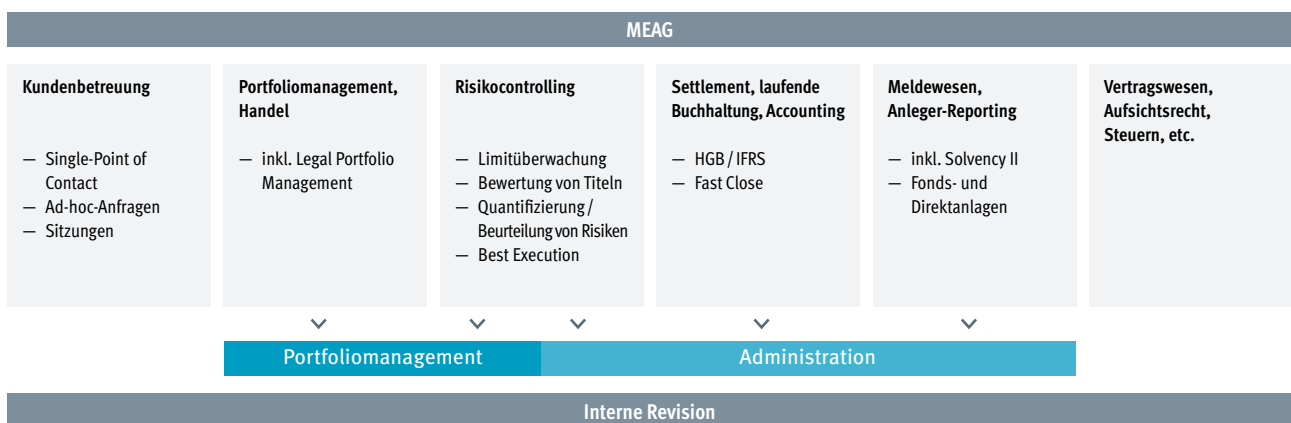 MEAG
Kundenbetreuung
— Single-Point of
Contact
— Ad-hoc-Anfragen
— Sitzungen
Portfoliomanagement,
Handel
— inkl. Legal Portfolio
Management
Risikocontrolling
— Limitüberwachung
— Bewertung von Titeln
— Quantifizierung /
Beurteilung von Risiken
— Best Execution
Settlement, laufende
Buchhaltung, Accounting
— HGB / IFRS
— Fast Close
Meldewesen,
Anleger-Reporting
— inkl. Solvency II
— Fonds- und
Direktanlagen
Vertragswesen,
Aufsichtsrecht,
Steuern, etc.
Portfoliomanagement
Administration
Interne Revision